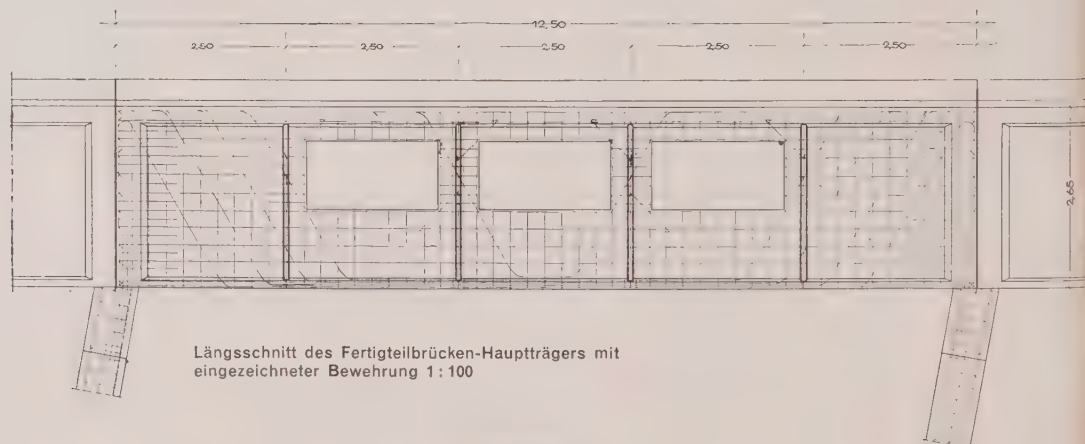 12,50
2,50 2,50 2,50 2,50 2,50
2,65
Längsschnitt des Fertigteilbrücken-Hauptträgers mit
eingezeichneter Bewehrung 1 : 100